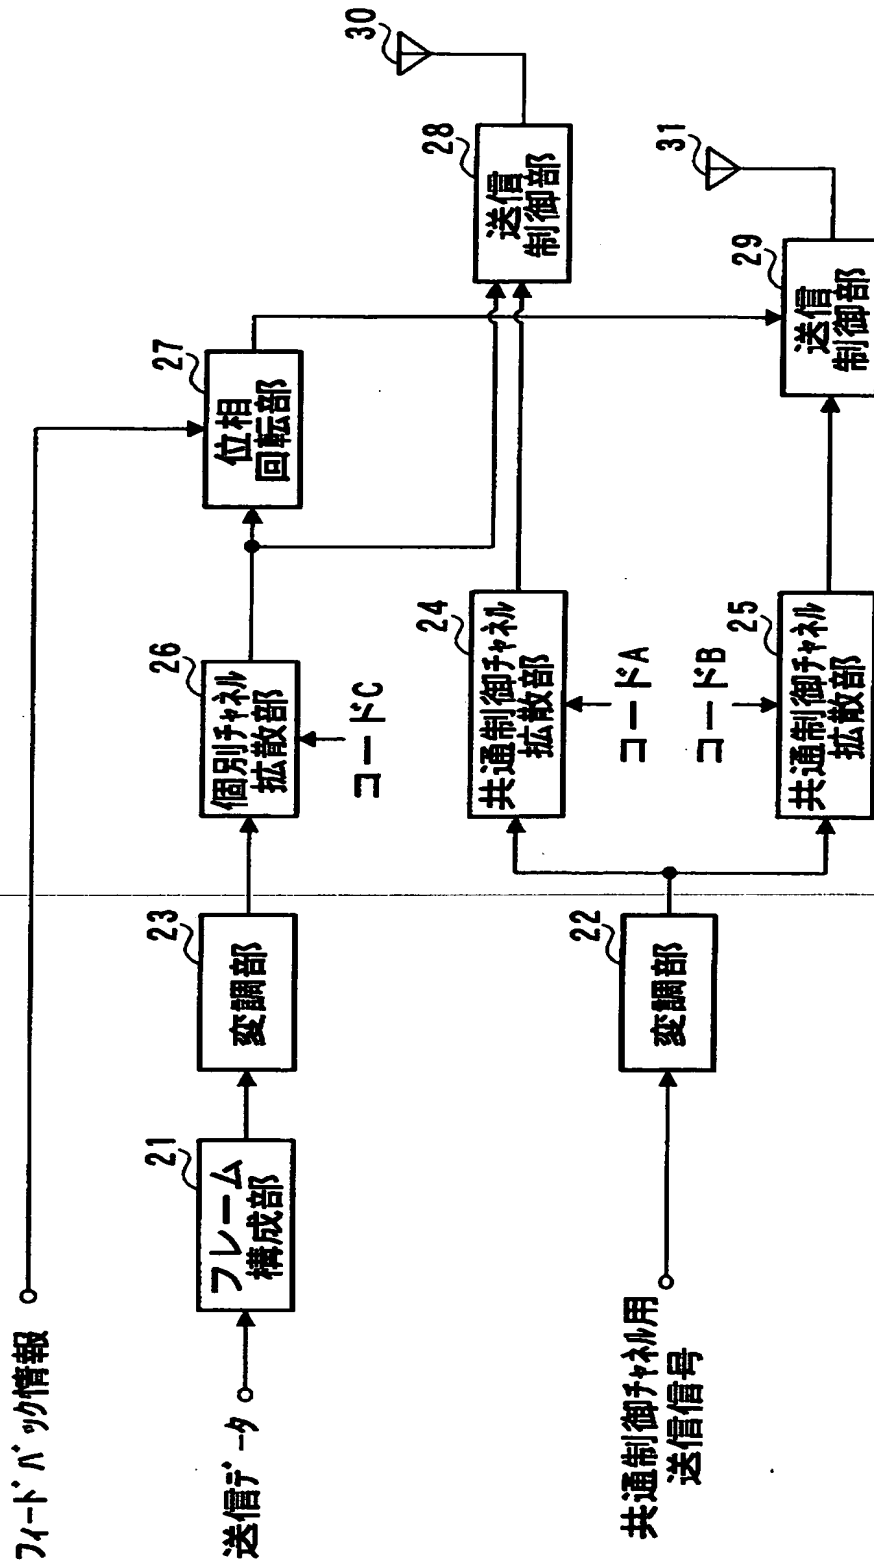 フィードバック情報
27
位相
回転部
送信データ
21
フレーム
構成部
23
変調部
26
個別チャネル
拡散部
コードC
28
送信
制御部
30
24
共通制御チャネル
拡散部
コードA
共通制御チャネル用
送信信号
22
変調部
コードB
25
共通制御チャネル
拡散部
29
送信
制御部
31